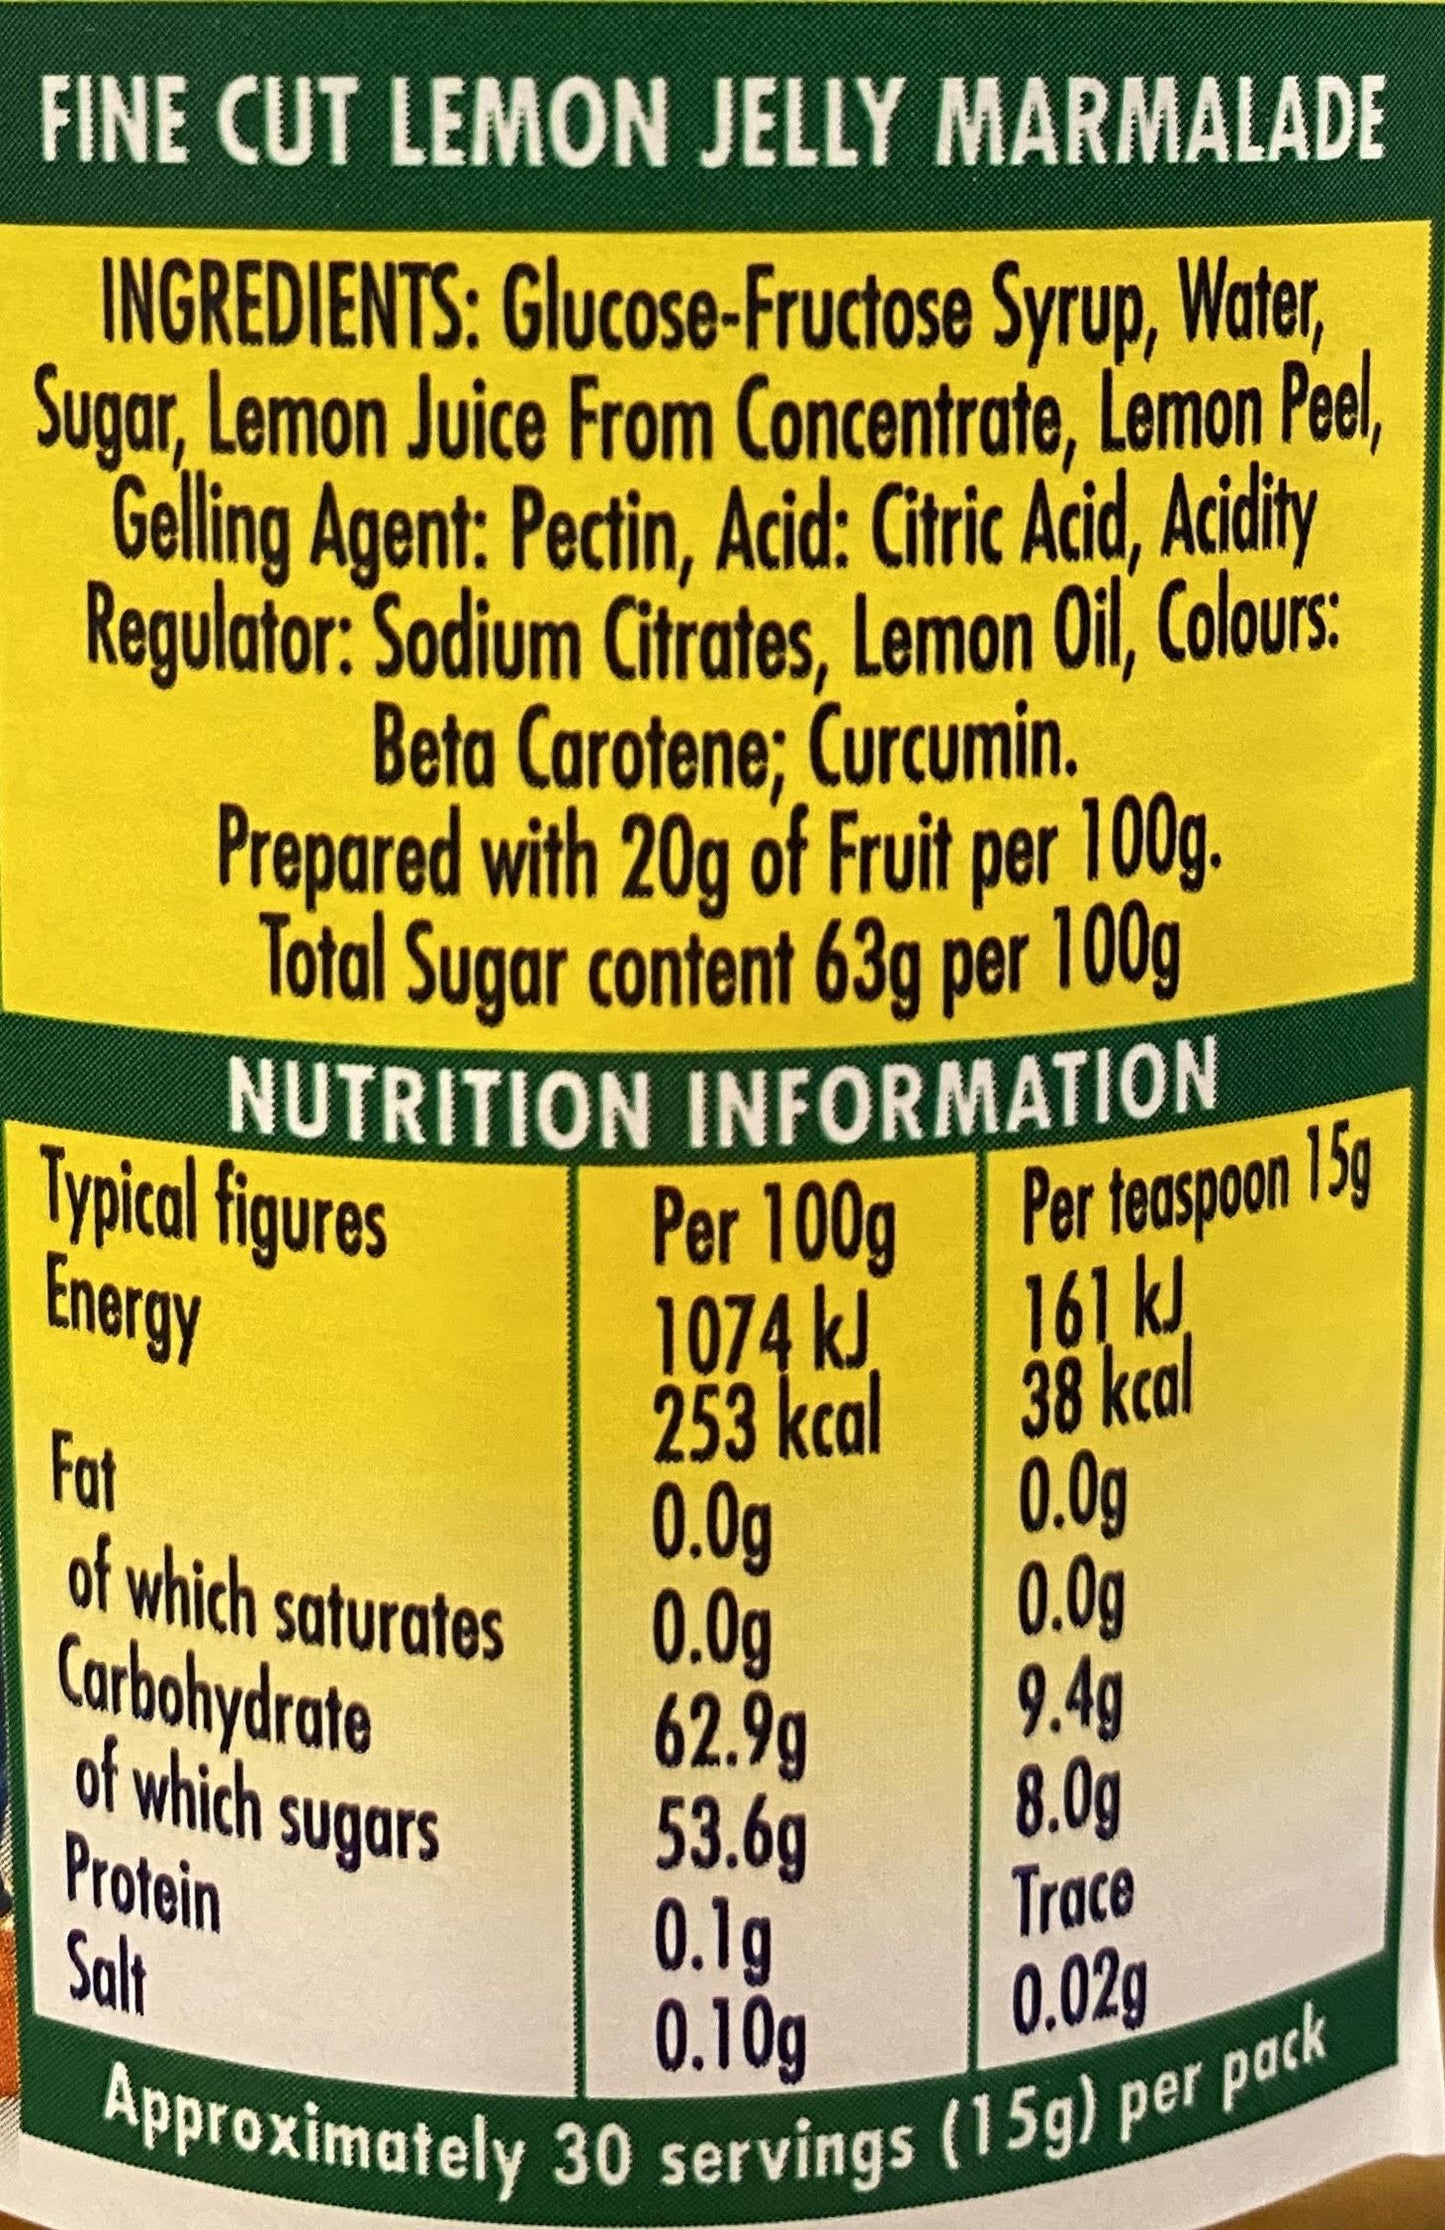 FINE CUT LEMON JELLY MARMALADE
INGREDIENTS: Glucose-Fructose Syrup, Water,
Sugar, Lemon Juice From Concentrate, Lemon Peel,
Gelling Agent: Pectin, Acid: Citric Acid, Acidity
Regulator: Sodium Citrates, Lemon Oil, Colours:
Beta Carotene; Curcumin.
Prepared with 20g of Fruit per 100g.
Total Sugar content 63g per 100g
NUTRITION INFORMATION
Typical figures Per 100g Per teaspoon 15g
Energy 1074 kJ 161 kJ
253 kcal 38 kcal
Fat 0.0g 0.0g
of which saturates 0.0g 0.0g
Carbohydrate 62.9g 9.4g
of which sugars 53.6g 8.0g
Protein 0.1g Trace
Salt 0.10g 0.02g
Approximately 30 servings (15g) per pack